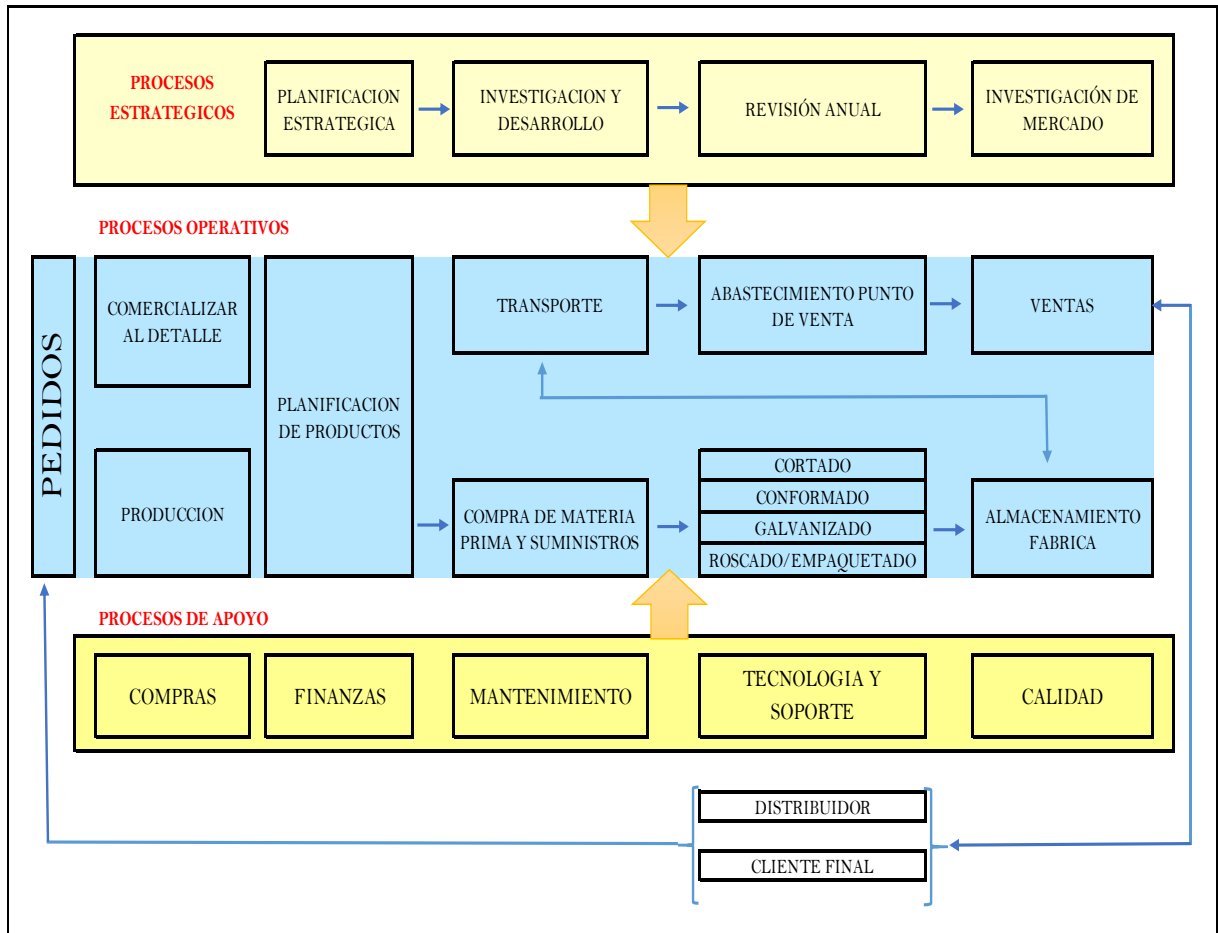 PROCESOS
ESTRATEGICOS
PLANIFICACION
ESTRATEGICA
INVESTIGACION Y
DESARROLLO
REVISIÓN ANUAL
INVESTIGACIÓN DE
MERCADO
PROCESOS OPERATIVOS
PEDIDOS
COMERCIALIZAR
AL DETALLE
PRODUCCION
PLANIFICACION
DE PRODUCTOS
TRANSPORTE
ABASTECIMIENTO PUNTO
DE VENTA
VENTAS
COMPRA DE MATERIA
PRIMA Y SUMINISTROS
CORTADO
CONFORMADO
GALVANIZADO
ROSCADO/EMPAQUETADO
ALMACENAMIENTO
FABRICA
PROCESOS DE APOYO
COMPRAS
FINANZAS
MANTENIMIENTO
TECNOLOGIA Y
SOPORTE
CALIDAD
DISTRIBUIDOR
CLIENTE FINAL